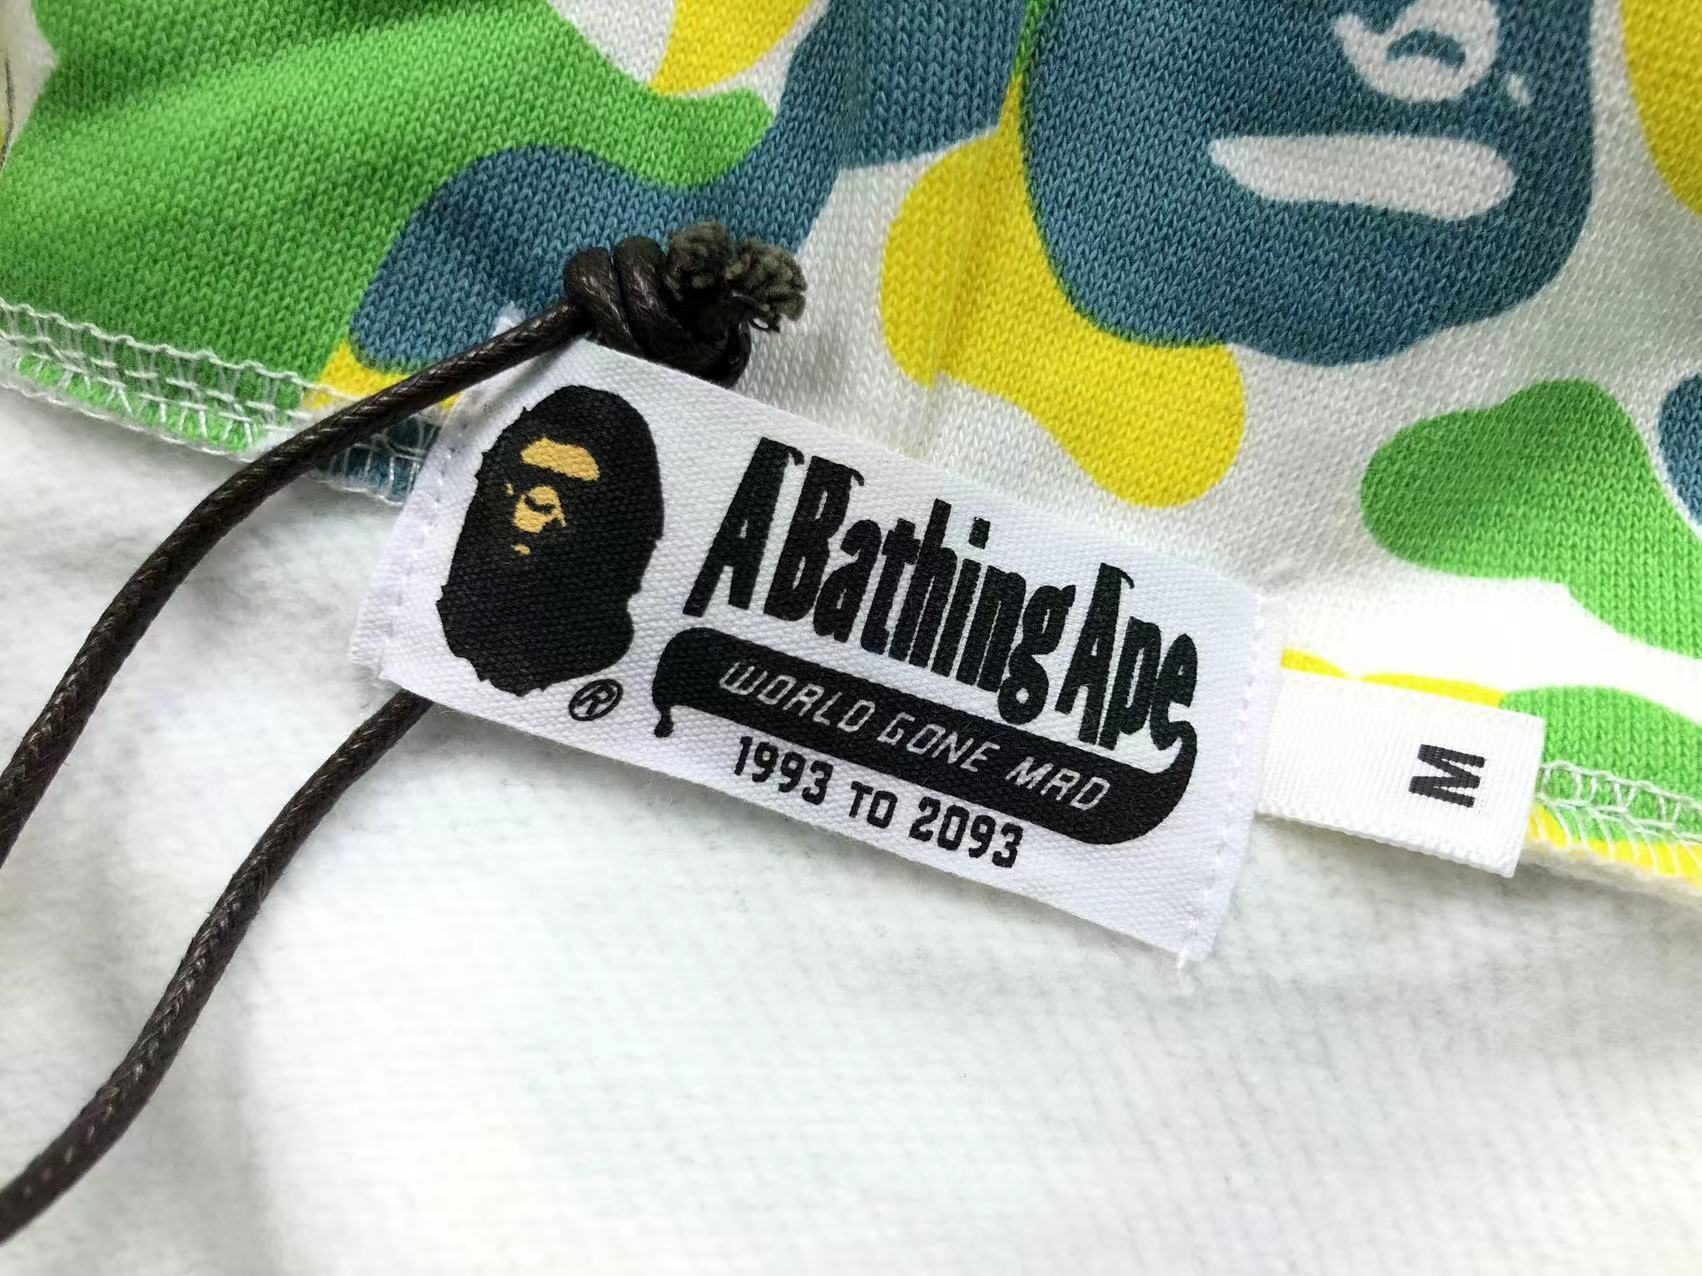 A Bathing Ape
WORLD GONE MAD
1993 TO 2093
®
M